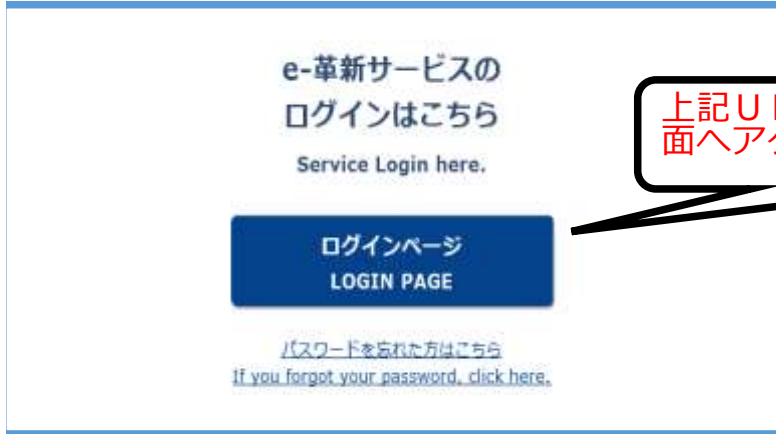 e-革新サービスの
ログインはこちら
Service Login here.
上記Ｕ
面へア
ログインページ
LOGIN PAGE
パスワードを忘れた方はこちら
If you forgot your password, click here.